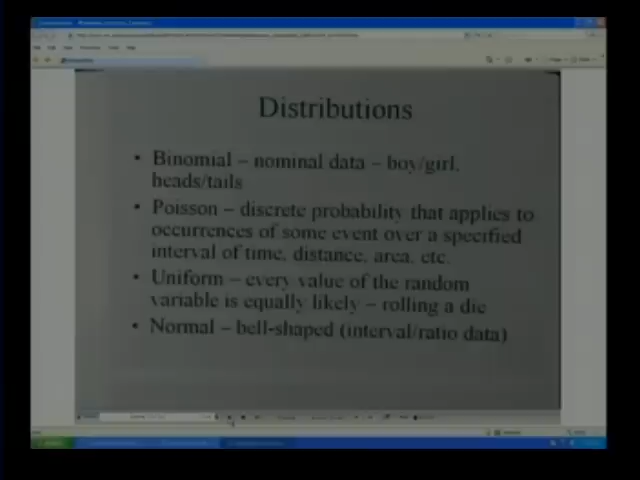 Distributions
• Binomial – nominal data – boy/girl,
heads/tails
• Poisson – discrete probability that applies to
occurrences of some event over a specified
interval of time, distance, area, etc.
• Uniform – every value of the random
variable is equally likely – rolling a die
• Normal – bell-shaped (interval/ratio data)